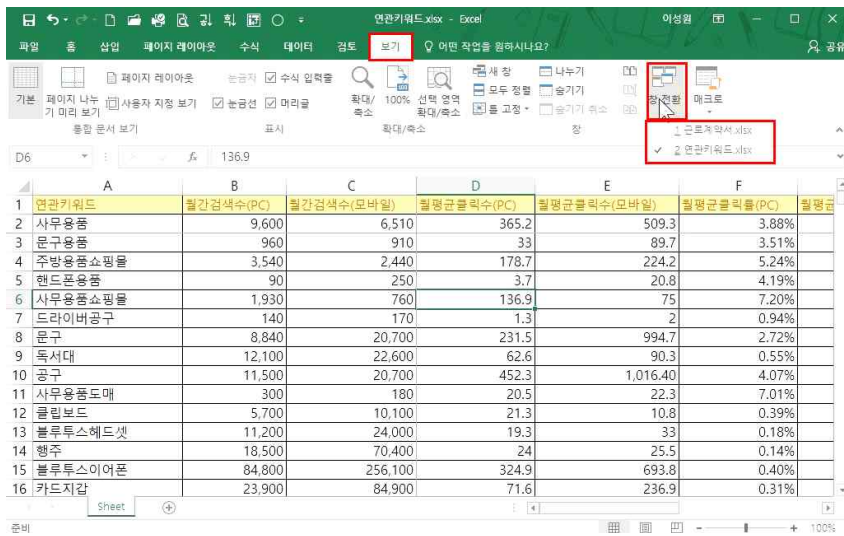 연관키워드.xlsx - Excel 이성원
파일 홈 삽입 페이지 레이아웃 수식 데이터 검토 보기 어떤 작업을 원하시나요? 공유
기본 페이지 나누기 미리 보기 페이지 레이아웃 사용자 지정 보기
눈금자 수식 입력줄
눈금선 머리글
확대/축소 100% 선택 영역 확대/축소
새 창 모두 정렬 틀 고정
나누기 숨기기 숨기기 취소
창 전환 매크로
통합 문서 보기 표시 확대/축소 창
1 근로계약서.xlsx
✓ 2 연관키워드.xlsx
D6 fx 136.9
A B C D E F
1 연관키워드 월간검색수(PC) 월간검색수(모바일) 월평균클릭수(PC) 월평균클릭수(모바일) 월평균클릭률(PC) 월평균
2 사무용품 9,600 6,510 365.2 509.3 3.88%
3 문구용품 960 910 33 89.7 3.51%
4 주방용품쇼핑몰 3,540 2,440 178.7 224.2 5.24%
5 핸드폰용품 90 250 3.7 20.8 4.19%
6 사무용품쇼핑몰 1,930 760 136.9 75 7.20%
7 드라이버공구 140 170 1.3 2 0.94%
8 문구 8,840 20,700 231.5 994.7 2.72%
9 독서대 12,100 22,600 62.6 90.3 0.55%
10 공구 11,500 20,700 452.3 1,016.40 4.07%
11 사무용품도매 300 180 20.5 22.3 7.01%
12 클립보드 5,700 10,100 21.3 10.8 0.39%
13 블루투스헤드셋 11,200 24,000 19.3 33 0.18%
14 행주 18,500 70,400 24 25.5 0.14%
15 블루투스이어폰 84,800 256,100 324.9 693.8 0.40%
16 카드지갑 23,900 84,900 71.6 236.9 0.31%
Sheet
준비 100%